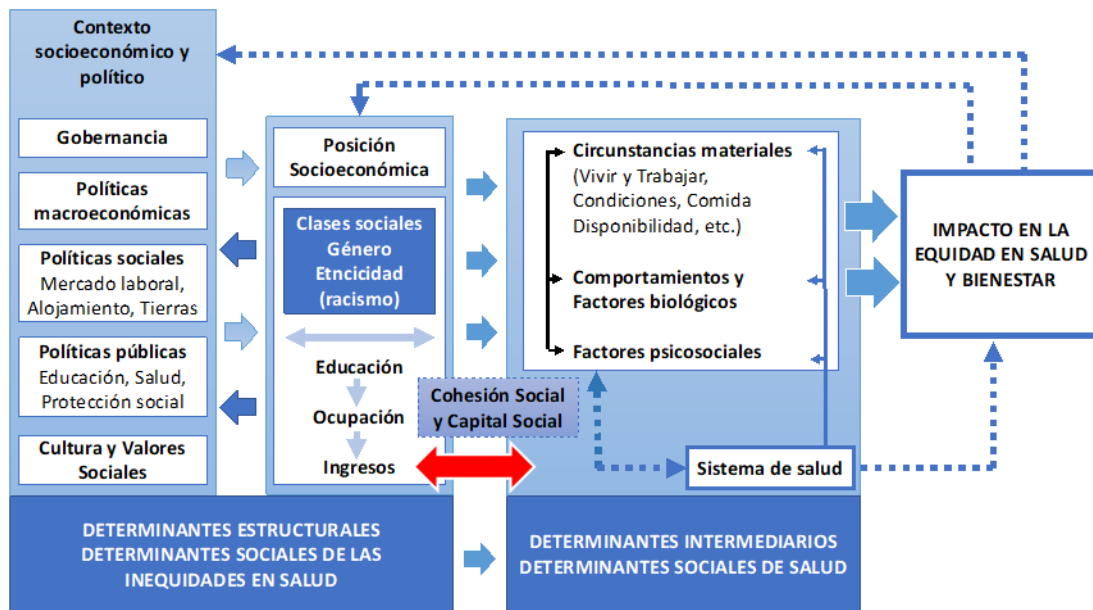 Contexto
socioeconómico y
político
Gobernancia
Políticas
macroeconómicas
Políticas sociales
Mercado laboral,
Alojamiento, Tierras
Políticas públicas
Educación, Salud,
Protección social
Cultura y Valores
Sociales
Posición
Socioeconómica
Clases sociales
Género
Etncicidad
(racismo)
Educación
Ocupación
Ingresos
Cohesión Social
y Capital Social
Circunstancias materiales
(Vivir y Trabajar,
Condiciones, Comida
Disponibilidad, etc.)
Comportamientos y
Factores biológicos
Factores psicosociales
Sistema de salud
IMPACTO EN LA
EQUIDAD EN SALUD
Y BIENESTAR
DETERMINANTES ESTRUCTURALES
DETERMINANTES SOCIALES DE LAS
INEQUIDADES EN SALUD
DETERMINANTES INTERMEDIARIOS
DETERMINANTES SOCIALES DE SALUD